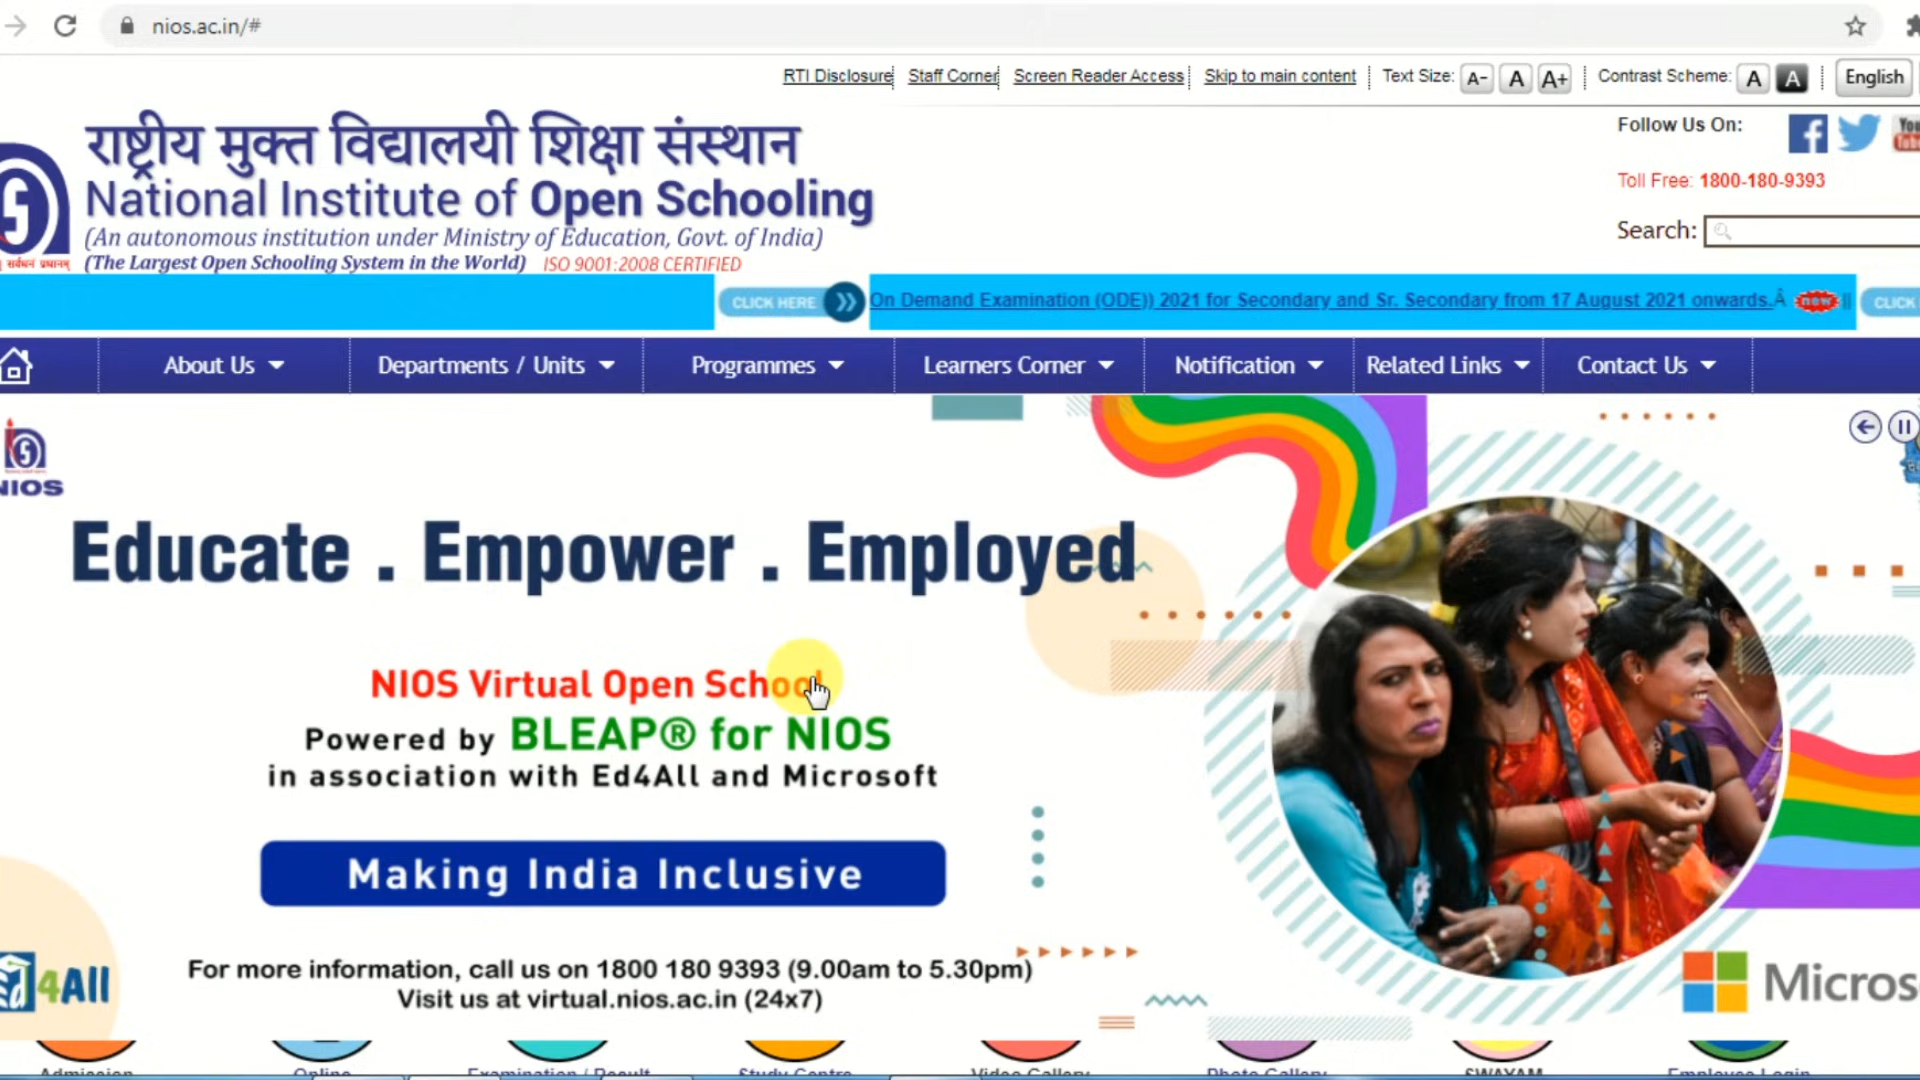 nios.ac.in/#
RTI Disclosure Staff Corner Screen Reader Access Skip to main content Text Size: A- A A+ Contrast Scheme: A A English
राष्ट्रीय मुक्त विद्यालयी शिक्षा संस्थान
National Institute of Open Schooling
(An autonomous institution under Ministry of Education, Govt. of India)
(The Largest Open Schooling System in the World) ISO 9001:2008 CERTIFIED
सर्वधनं प्रधानम्
Follow Us On:
You
Tube
Toll Free: 1800-180-9393
Search:
CLICK HERE On Demand Examination (ODE)) 2021 for Secondary and Sr. Secondary from 17 August 2021 onwards.Â new || CLICK
About Us Departments / Units Programmes Learners Corner Notification Related Links Contact Us
NIOS
Educate . Empower . Employed
NIOS Virtual Open School
Powered by BLEAP® for NIOS
in association with Ed4All and Microsoft
Making India Inclusive
For more information, call us on 1800 180 9393 (9.00am to 5.30pm)
Visit us at virtual.nios.ac.in (24x7)
d4All
Micros
Admission Online Examination / Result Study Centre Video Gallery Photo Gallery SWAYAM Employee Login